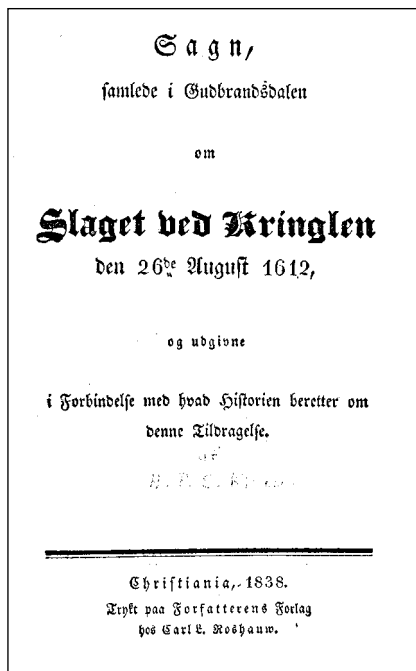 Sagn,
samlede i Gudbrandsdalen
om
Slaget ved Kringlen
den 26de August 1612,
og udgivne
i Forbindelse med hvad Historien beretter om
denne Tildragelse.
af
Christiania, 1838.
Trykt paa Forfatterens Forlag
hos Carl L. Roshauw.